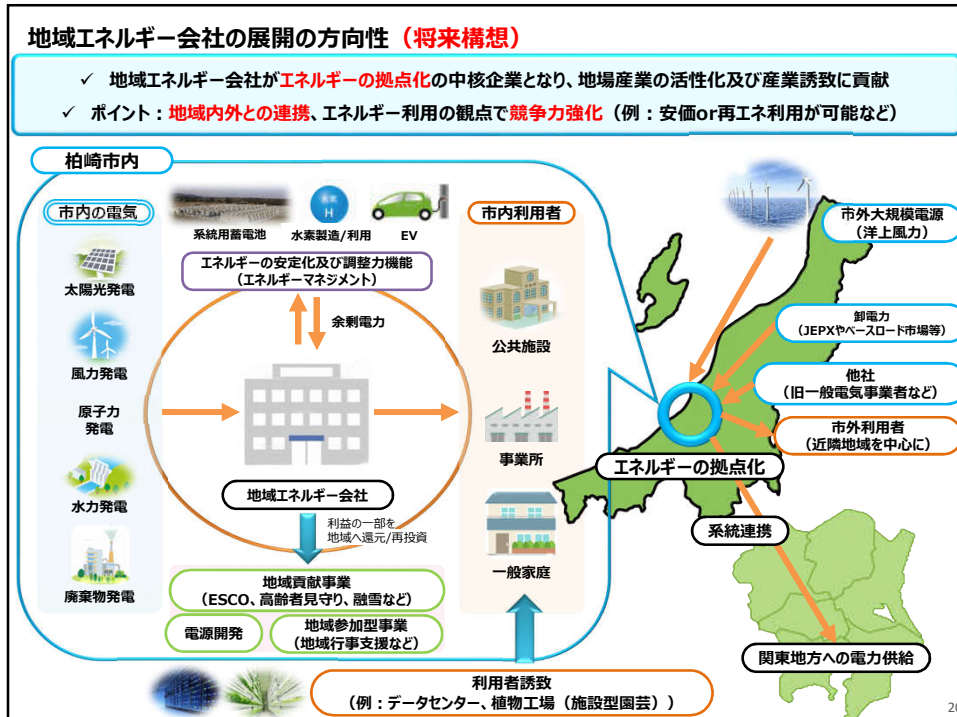 地域エネルギー会社の展開の方向性（将来構想）
✓ 地域エネルギー会社がエネルギーの拠点化の中核企業となり、地場産業の活性化及び産業誘致に貢献
✓ ポイント：地域内外との連携、エネルギー利用の観点で競争力強化（例：安価or再エネ利用が可能など）
柏崎市内
市内の電気
太陽光発電
風力発電
原子力
発電
水力発電
廃棄物発電
系統用蓄電池
水素
H
水素製造/利用
EV
エネルギーの安定化及び調整力機能
（エネルギーマネジメント）
余剰電力
地域エネルギー会社
利益の一部を
地域へ還元/再投資
地域貢献事業
（ESCO、高齢者見守り、融雪など）
電源開発
地域参加型事業
（地域行事支援など）
市内利用者
公共施設
事業所
一般家庭
利用者誘致
（例：データセンター、植物工場（施設型園芸））
市外大規模電源
（洋上風力）
卸電力
（JEPXやベースロード市場等）
他社
（旧一般電気事業者など）
市外利用者
（近隣地域を中心に）
エネルギーの拠点化
系統連携
関東地方への電力供給
20